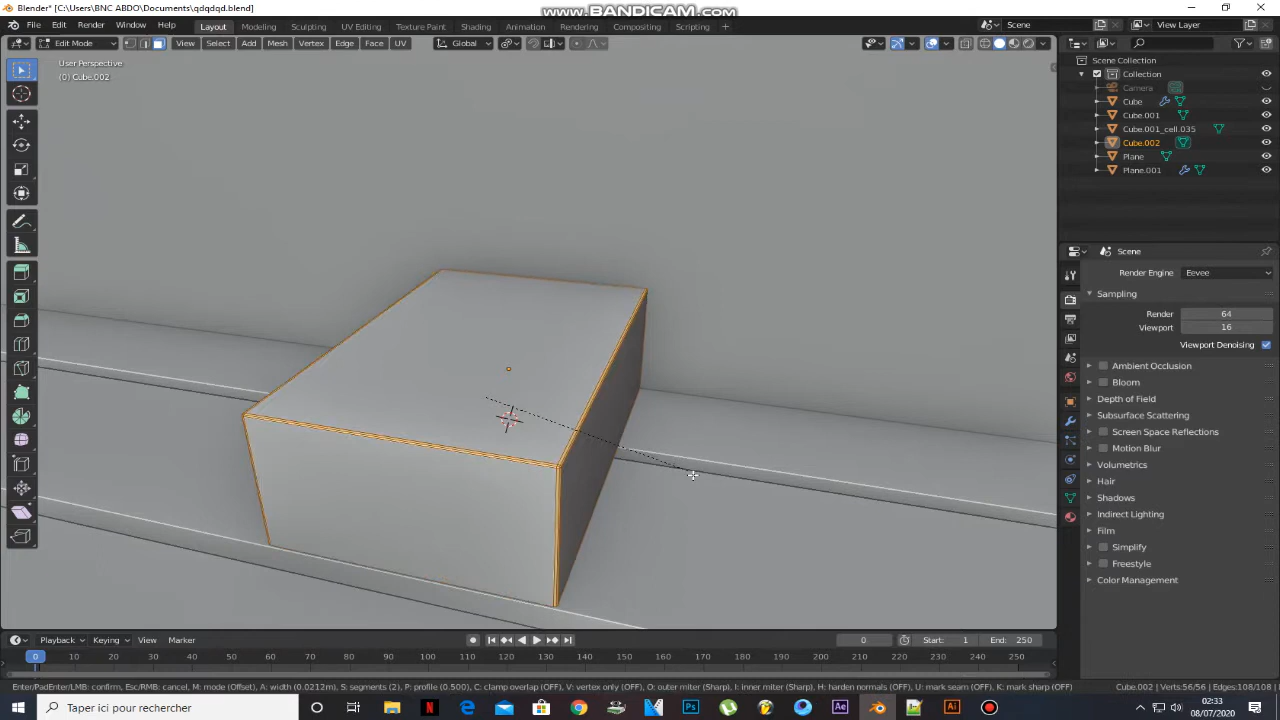 Blender* [C:\Users\BNC ABDO\Documents\qdqdqd.blend]
www.BANDICAM.com
File Edit Render Window Help Layout Modeling Sculpting UV Editing Texture Paint Shading Animation Rendering Compositing Scripting + Scene View Layer
Edit Mode View Select Add Mesh Vertex Edge Face UV Global
User Perspective
(0) Cube.002
Scene Collection
Collection
Camera
Cube
Cube.001
Cube.001_cell.035
Cube.002
Plane
Plane.001
Scene
Render Engine Eevee
Sampling
Render 64
Viewport 16
Viewport Denoising
Ambient Occlusion
Bloom
Depth of Field
Subsurface Scattering
Screen Space Reflections
Motion Blur
Volumetrics
Hair
Shadows
Indirect Lighting
Film
Simplify
Freestyle
Color Management
Playback Keying View Marker 0 Start: 1 End: 250
0 10 20 30 40 50 60 70 80 90 100 110 120 130 140 150 160 170 180 190 200 210 220 230 240 250
Enter/PadEnter/LMB: confirm, Esc/RMB: cancel, M: mode (Offset), A: width (0.0212m), S: segments (2), P: profile (0.500), C: clamp overlap (OFF), V: vertex only (OFF), O: outer miter (Sharp), I: inner miter (Sharp), H: harden normals (OFF), U: mark seam (OFF), K: mark sharp (OFF) Cube.002 | Verts:56/56 | Edges:108/108 |
Taper ici pour rechercher
02:33
08/07/2020